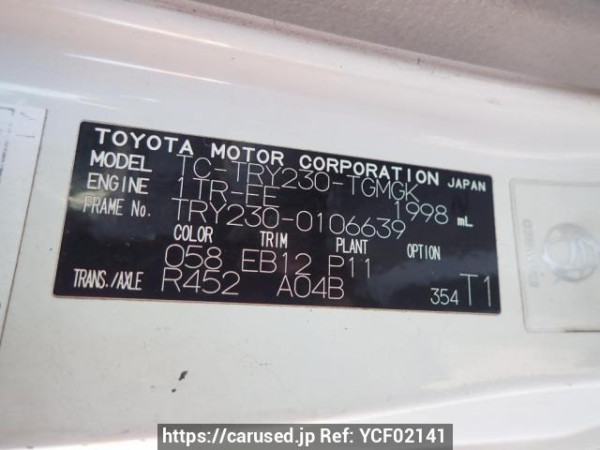 TOYOTA MOTOR CORPORATION JAPAN
MODEL TC-TRY230-TGMGK
ENGINE 1TR-FE 1998 mL
FRAME No. TRY230-0106639
COLOR TRIM PLANT OPTION
058 EB12 P11
TRANS./AXLE R452 A04B 354 T1
https://carused.jp Ref: YCF02141